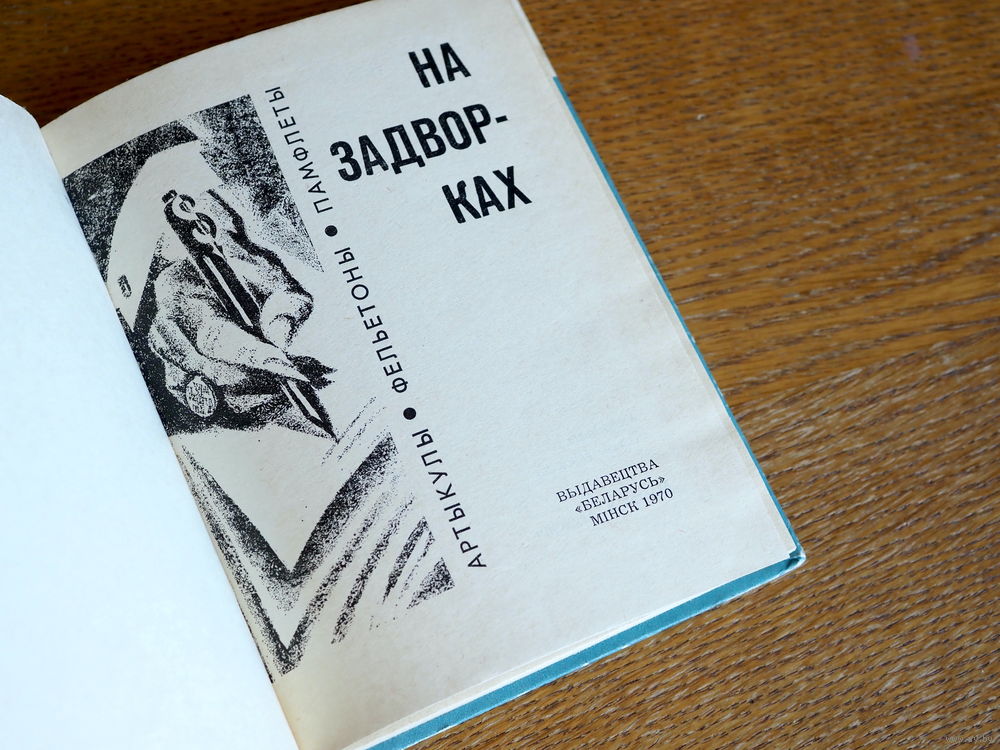 НА
ЗАДВОР-
КАХ
АРТЫКУЛЫ ● ФЕЛЬЕТОНЫ ● ПАМФЛЕТЫ
ВЫДАВЕЦТВА
«БЕЛАРУСЬ»
МІНСК 1970